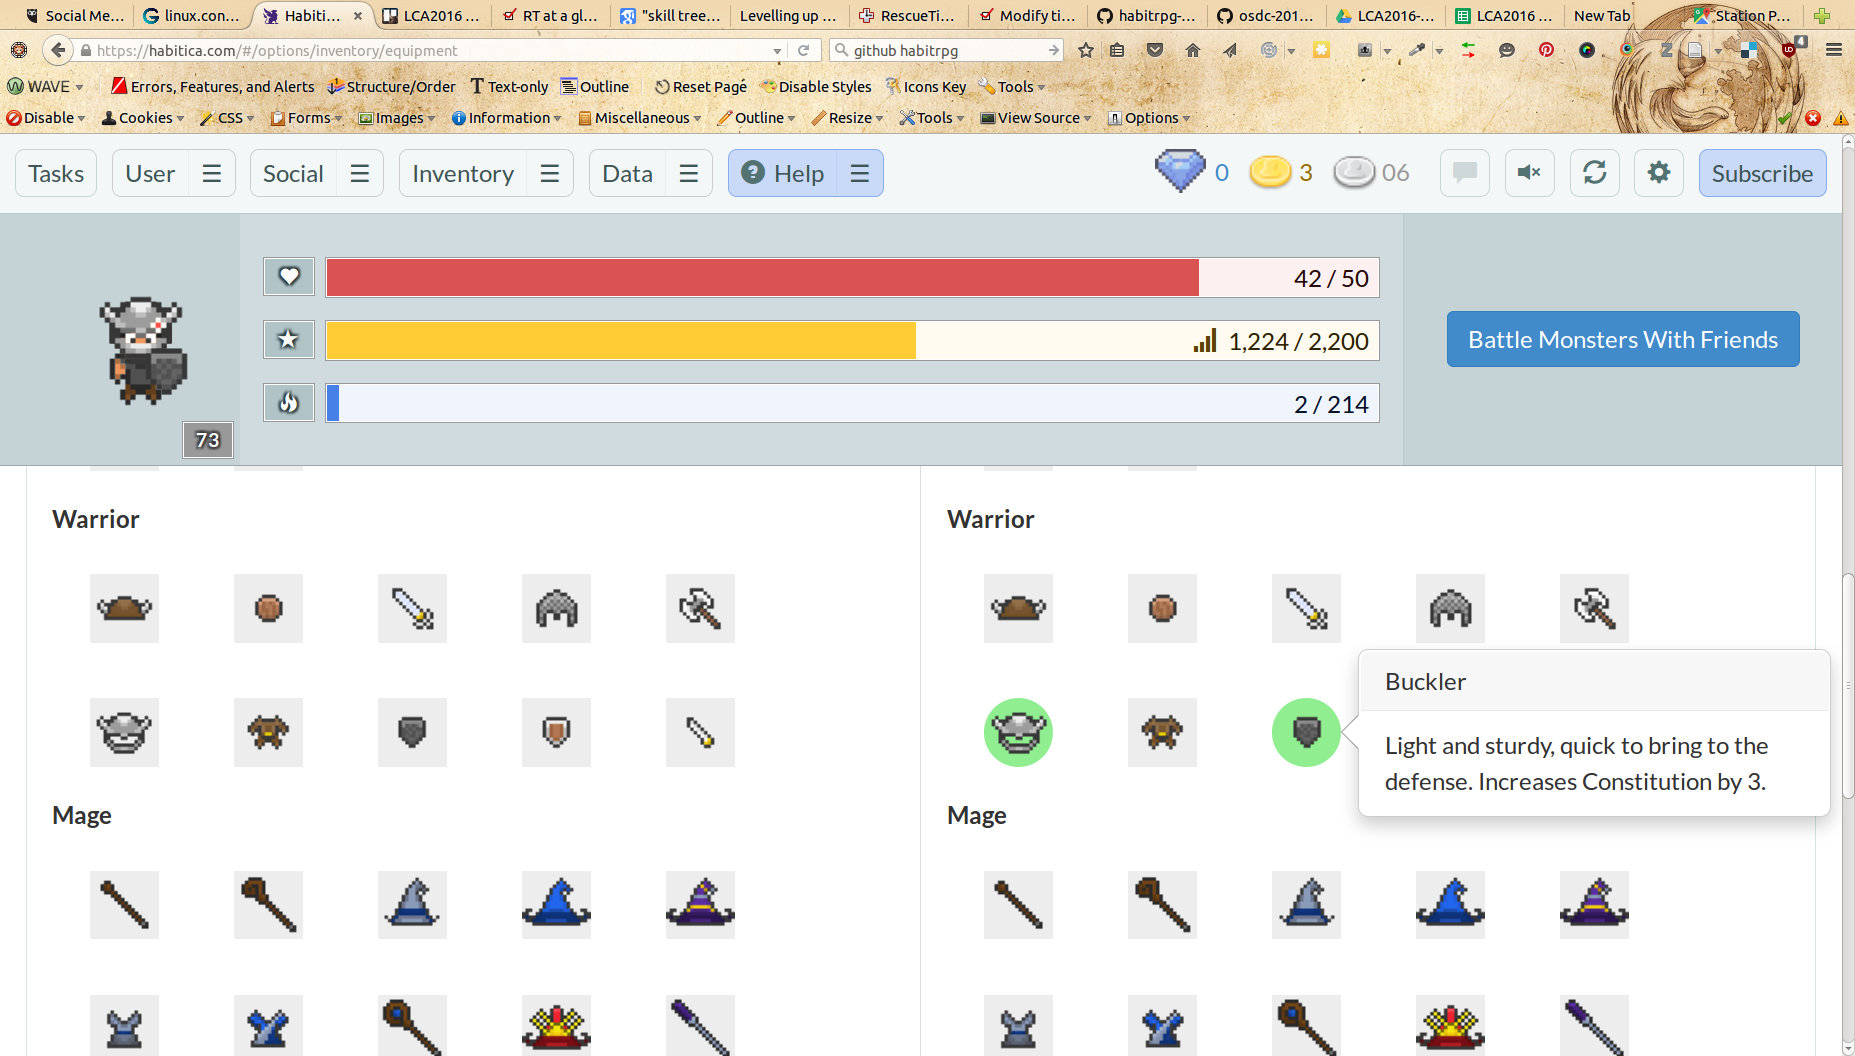 Social Me...
linux.con...
Habiti...
LCA2016 ...
RT at a gl...
"skill tree...
Levelling up ...
RescueTi...
Modify ti...
habitrpg-...
osdc-201...
LCA2016-...
LCA2016 ...
New Tab
Station P...
https://habitica.com/#/options/inventory/equipment
github habitrpg
4
WAVE
Errors, Features, and Alerts
Structure/Order
Text-only
Outline
Reset Page
Disable Styles
Icons Key
Tools
Disable
Cookies
CSS
Forms
Images
Information
Miscellaneous
Outline
Resize
Tools
View Source
Options
Tasks
User
Social
Inventory
Data
Help
0
3
06
Subscribe
42 / 50
1,224 / 2,200
2 / 214
73
Battle Monsters With Friends
Warrior
Mage
Warrior
Buckler
Light and sturdy, quick to bring to the
defense. Increases Constitution by 3.
Mage